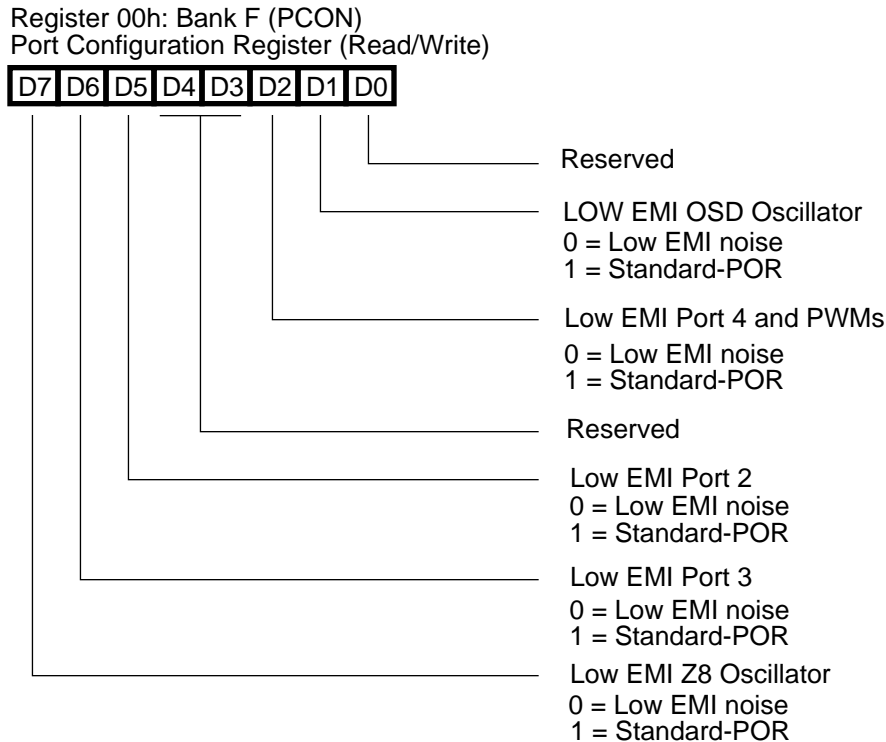 Register 00h: Bank F (PCON)
Port Configuration Register (Read/Write)
D7 D6 D5 D4 D3 D2 D1 D0
Reserved
LOW EMI OSD Oscillator
0 = Low EMI noise
1 = Standard-POR
Low EMI Port 4 and PWMs
0 = Low EMI noise
1 = Standard-POR
Reserved
Low EMI Port 2
0 = Low EMI noise
1 = Standard-POR
Low EMI Port 3
0 = Low EMI noise
1 = Standard-POR
Low EMI Z8 Oscillator
0 = Low EMI noise
1 = Standard-POR